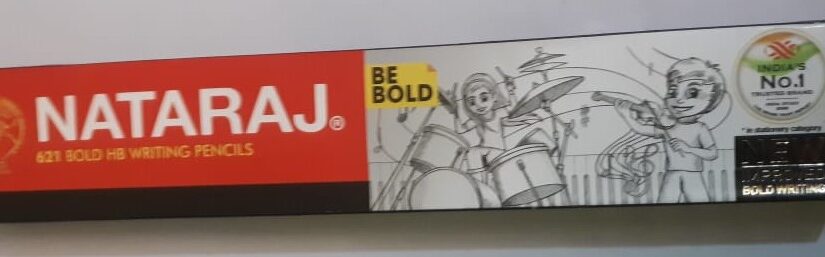 NATARAJ®
621 BOLD HB WRITING PENCILS
BE
BOLD
INDIA'S
No.1
TRUSTED BRAND
* in stationery category
NEW
IMPROVED
BOLD WRITING